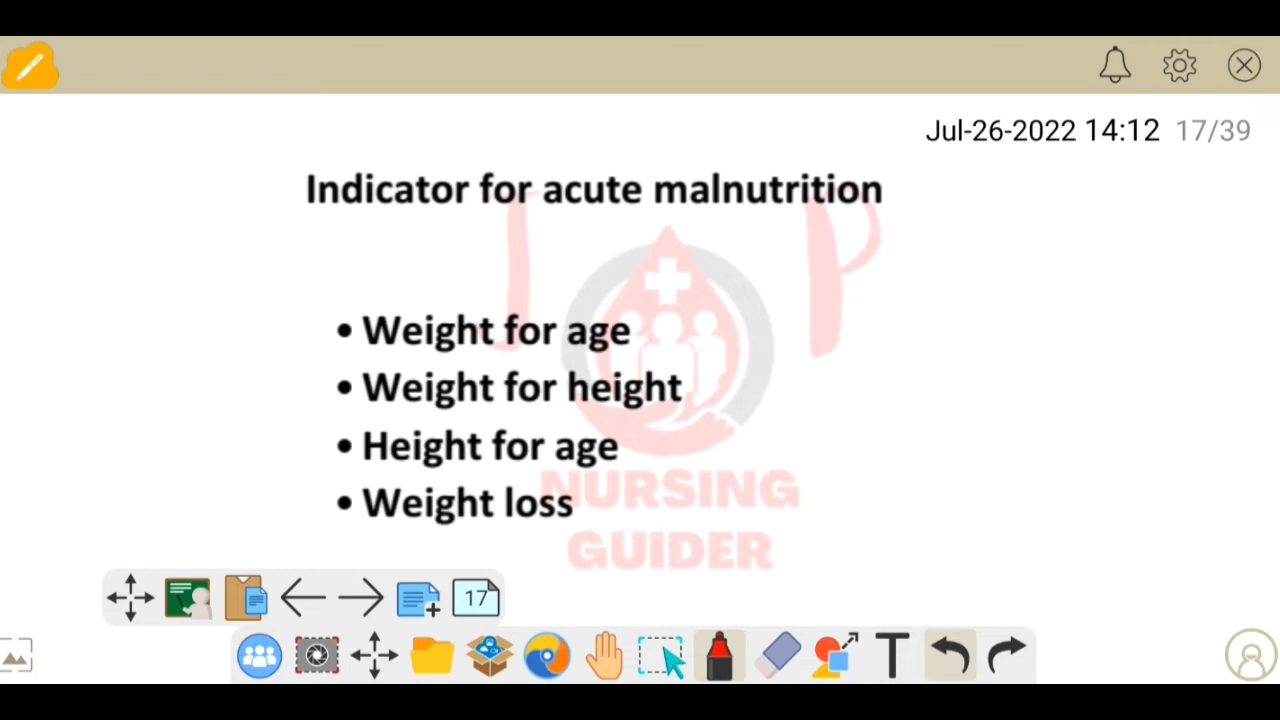 Jul-26-2022 14:12 17/39
Indicator for acute malnutrition
• Weight for age
• Weight for height
• Height for age
• Weight loss
NURSING
GUIDER
17
T